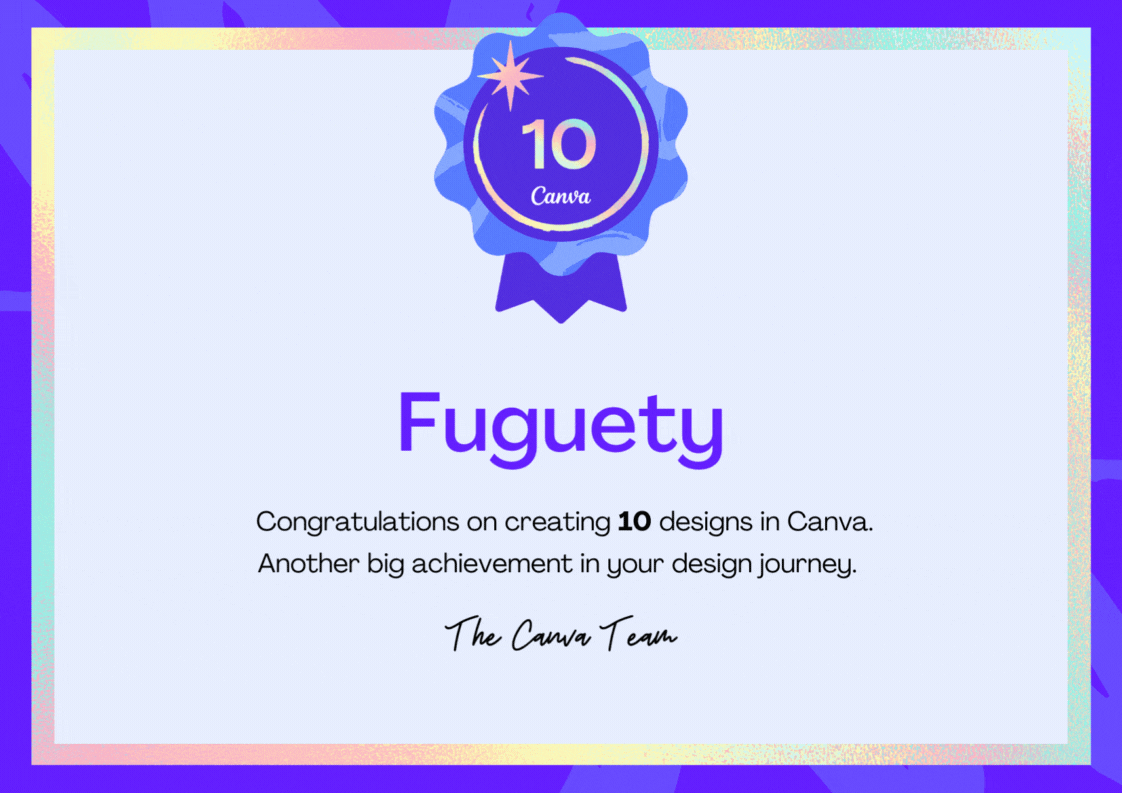 10
Canva
Fuguety
Congratulations on creating 10 designs in Canva.
Another big achievement in your design journey.
The Canva Team